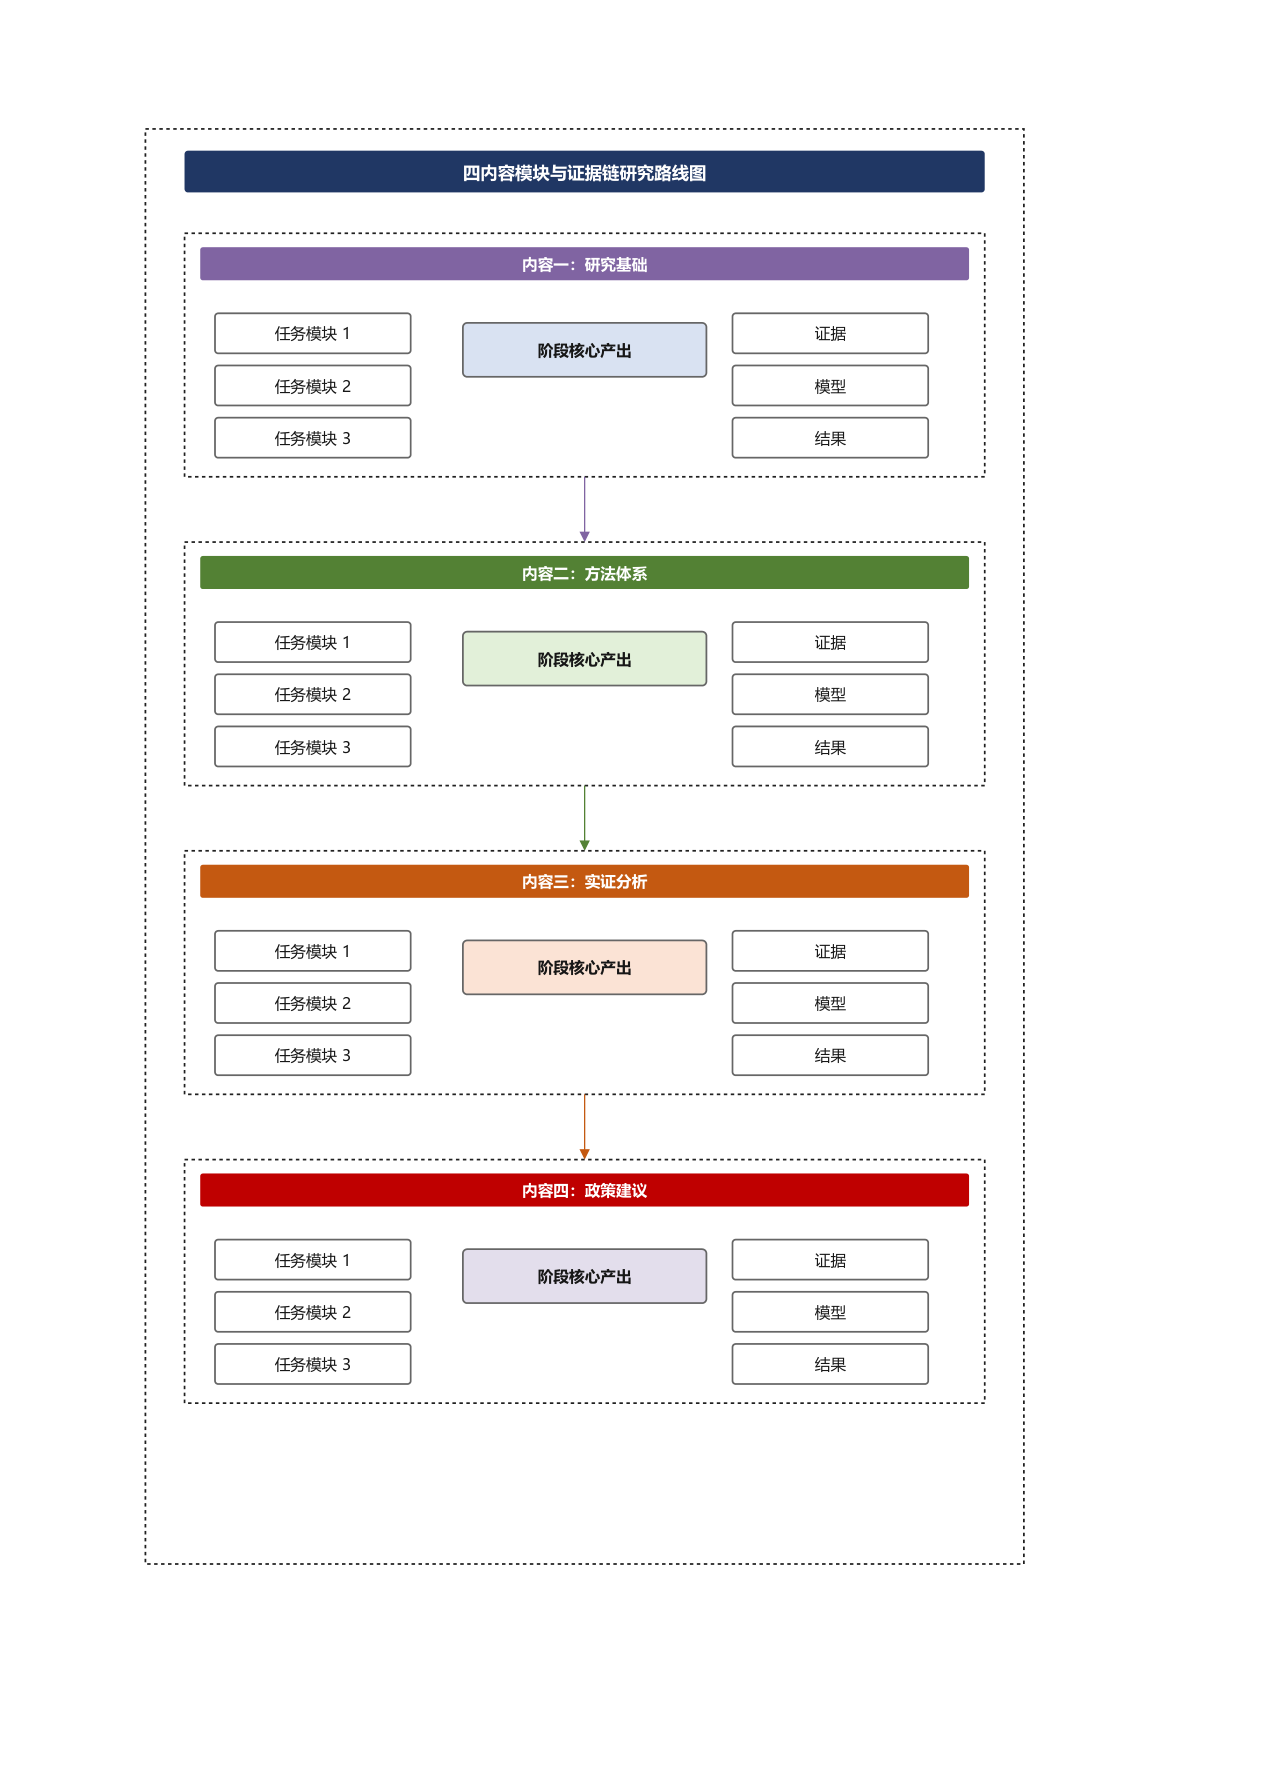 四内容模块与证据链研究路线图
内容一：研究基础
任务模块 1
阶段核心产出
证据
任务模块 2
模型
任务模块 3
结果
内容二：方法体系
任务模块 1
阶段核心产出
证据
任务模块 2
模型
任务模块 3
结果
内容三：实证分析
任务模块 1
阶段核心产出
证据
任务模块 2
模型
任务模块 3
结果
内容四：政策建议
任务模块 1
阶段核心产出
证据
任务模块 2
模型
任务模块 3
结果